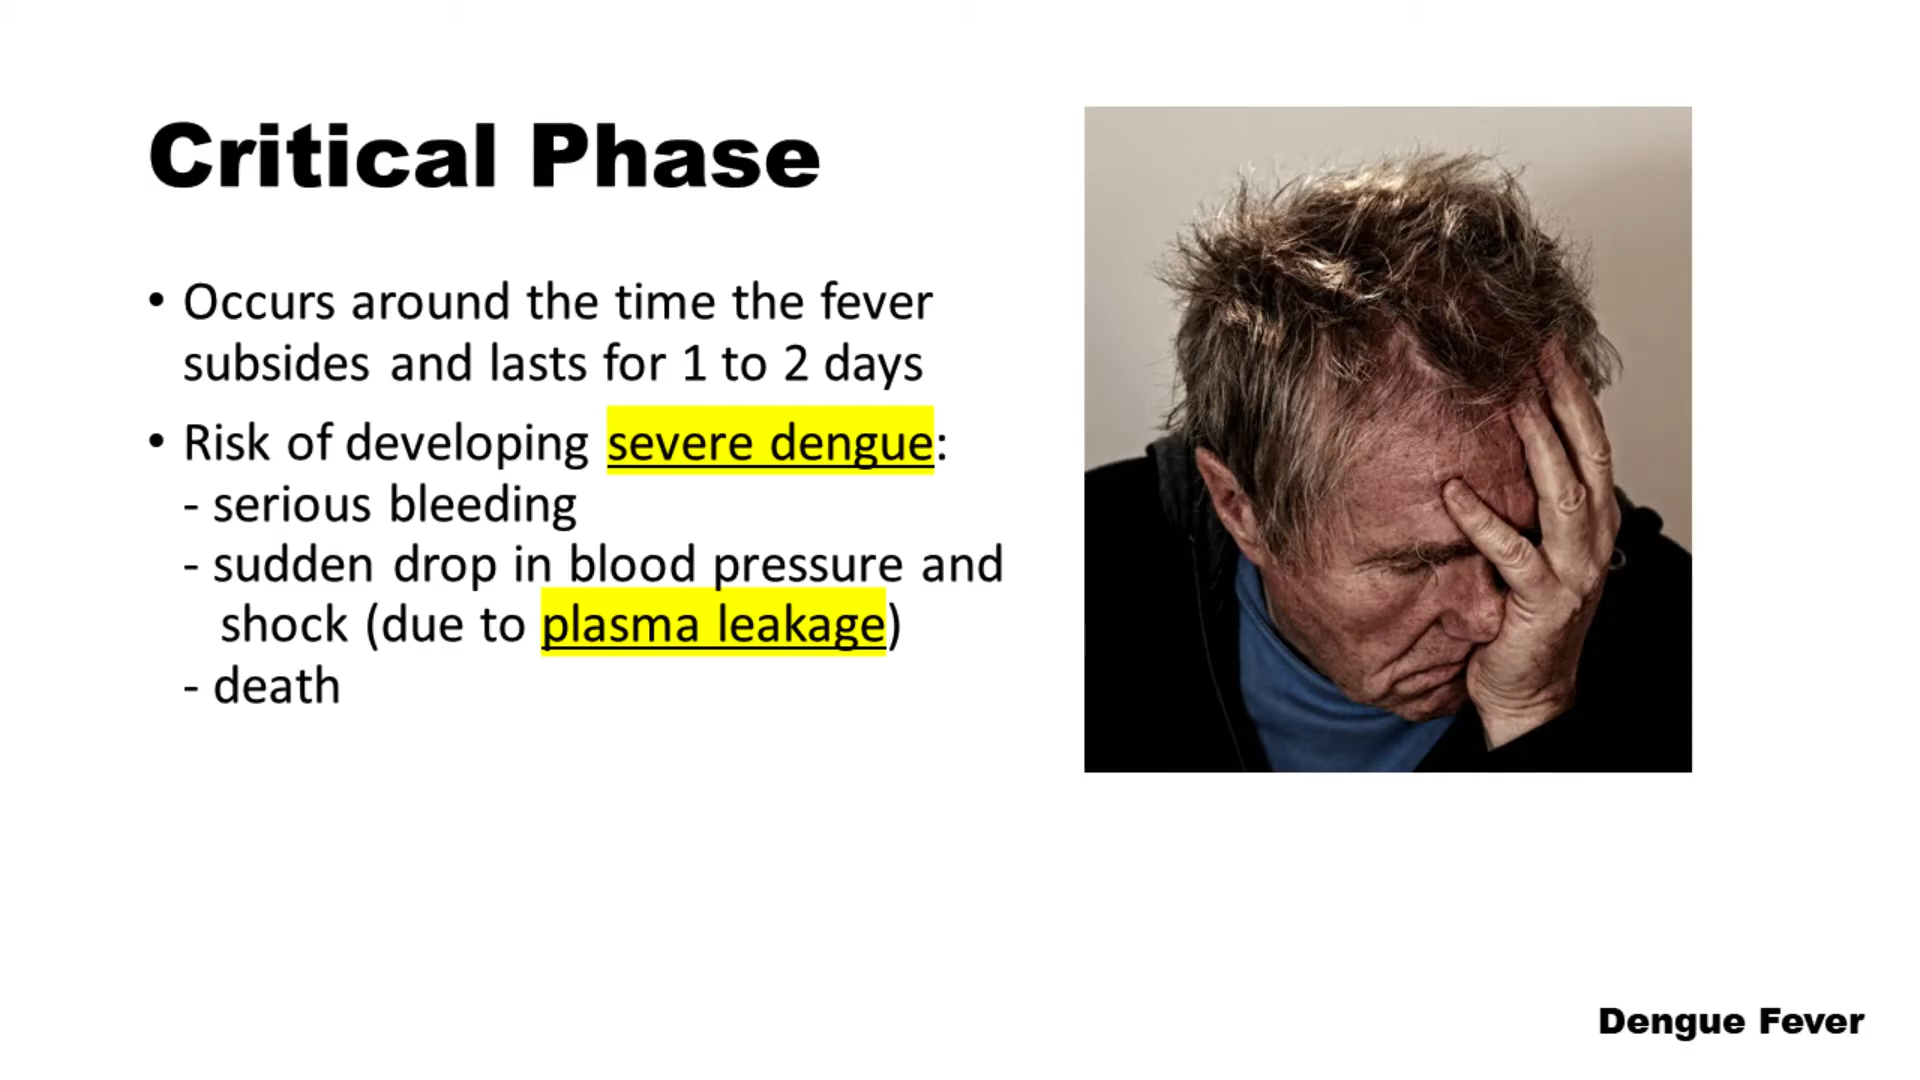 Critical Phase
• Occurs around the time the fever
subsides and lasts for 1 to 2 days
• Risk of developing severe dengue:
- serious bleeding
- sudden drop in blood pressure and
shock (due to plasma leakage)
- death
Dengue Fever